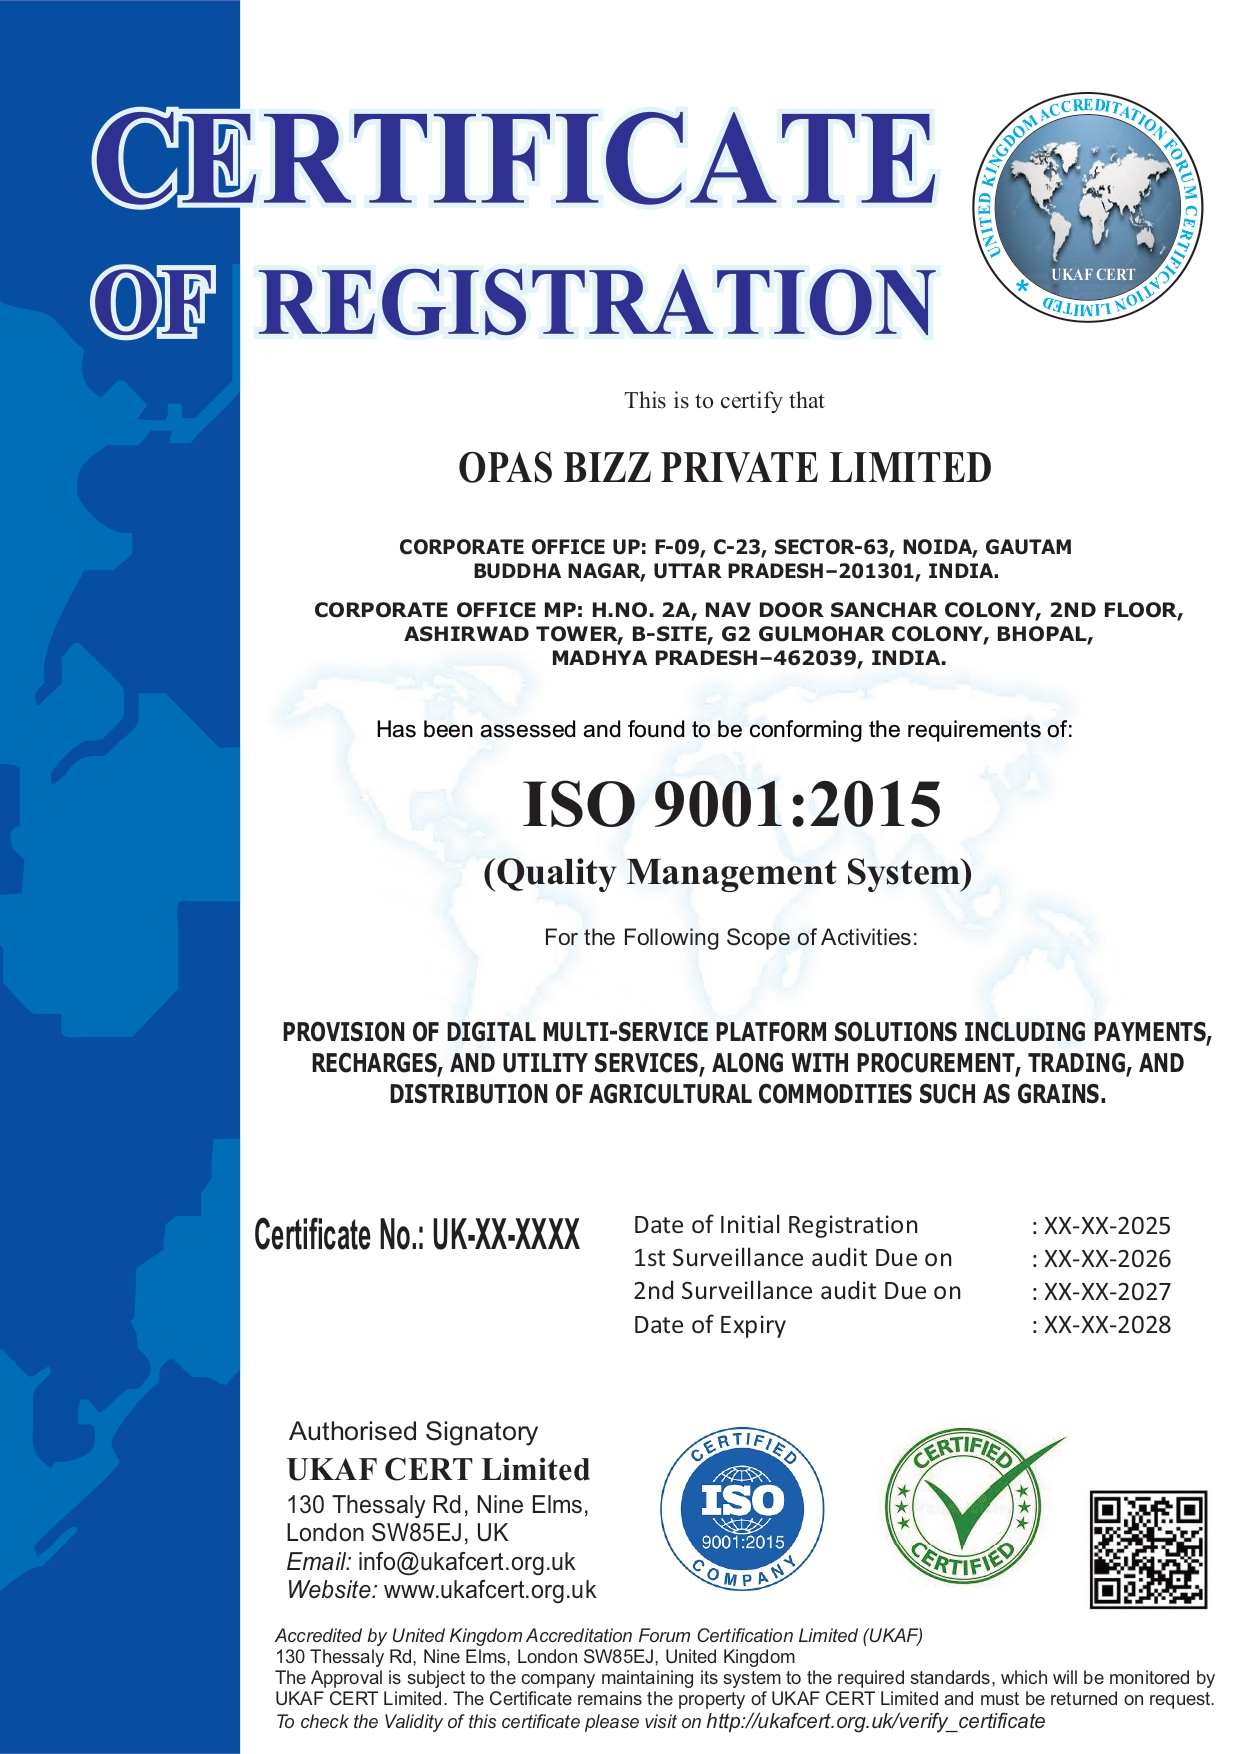 CERTIFICATE
OF REGISTRATION
UNITED KINGDOM ACCREDITATION FORUM CERTIFICATION LIMITED *
UKAF CERT
This is to certify that
OPAS BIZZ PRIVATE LIMITED
CORPORATE OFFICE UP: F-09, C-23, SECTOR-63, NOIDA, GAUTAM
BUDDHA NAGAR, UTTAR PRADESH–201301, INDIA.
CORPORATE OFFICE MP: H.NO. 2A, NAV DOOR SANCHAR COLONY, 2ND FLOOR,
ASHIRWAD TOWER, B-SITE, G2 GULMOHAR COLONY, BHOPAL,
MADHYA PRADESH–462039, INDIA.
Has been assessed and found to be conforming the requirements of:
ISO 9001:2015
(Quality Management System)
For the Following Scope of Activities:
PROVISION OF DIGITAL MULTI-SERVICE PLATFORM SOLUTIONS INCLUDING PAYMENTS,
RECHARGES, AND UTILITY SERVICES, ALONG WITH PROCUREMENT, TRADING, AND
DISTRIBUTION OF AGRICULTURAL COMMODITIES SUCH AS GRAINS.
Certificate No.: UK-XX-XXXX
Date of Initial Registration : XX-XX-2025
1st Surveillance audit Due on : XX-XX-2026
2nd Surveillance audit Due on : XX-XX-2027
Date of Expiry : XX-XX-2028
Authorised Signatory
UKAF CERT Limited
130 Thessaly Rd, Nine Elms,
London SW85EJ, UK
Email: info@ukafcert.org.uk
Website: www.ukafcert.org.uk
CERTIFIED
ISO
9001:2015
COMPANY
CERTIFIED
CERTIFIED
Accredited by United Kingdom Accreditation Forum Certification Limited (UKAF)
130 Thessaly Rd, Nine Elms, London SW85EJ, United Kingdom
The Approval is subject to the company maintaining its system to the required standards, which will be monitored by
UKAF CERT Limited. The Certificate remains the property of UKAF CERT Limited and must be returned on request.
To check the Validity of this certificate please visit on http://ukafcert.org.uk/verify_certificate